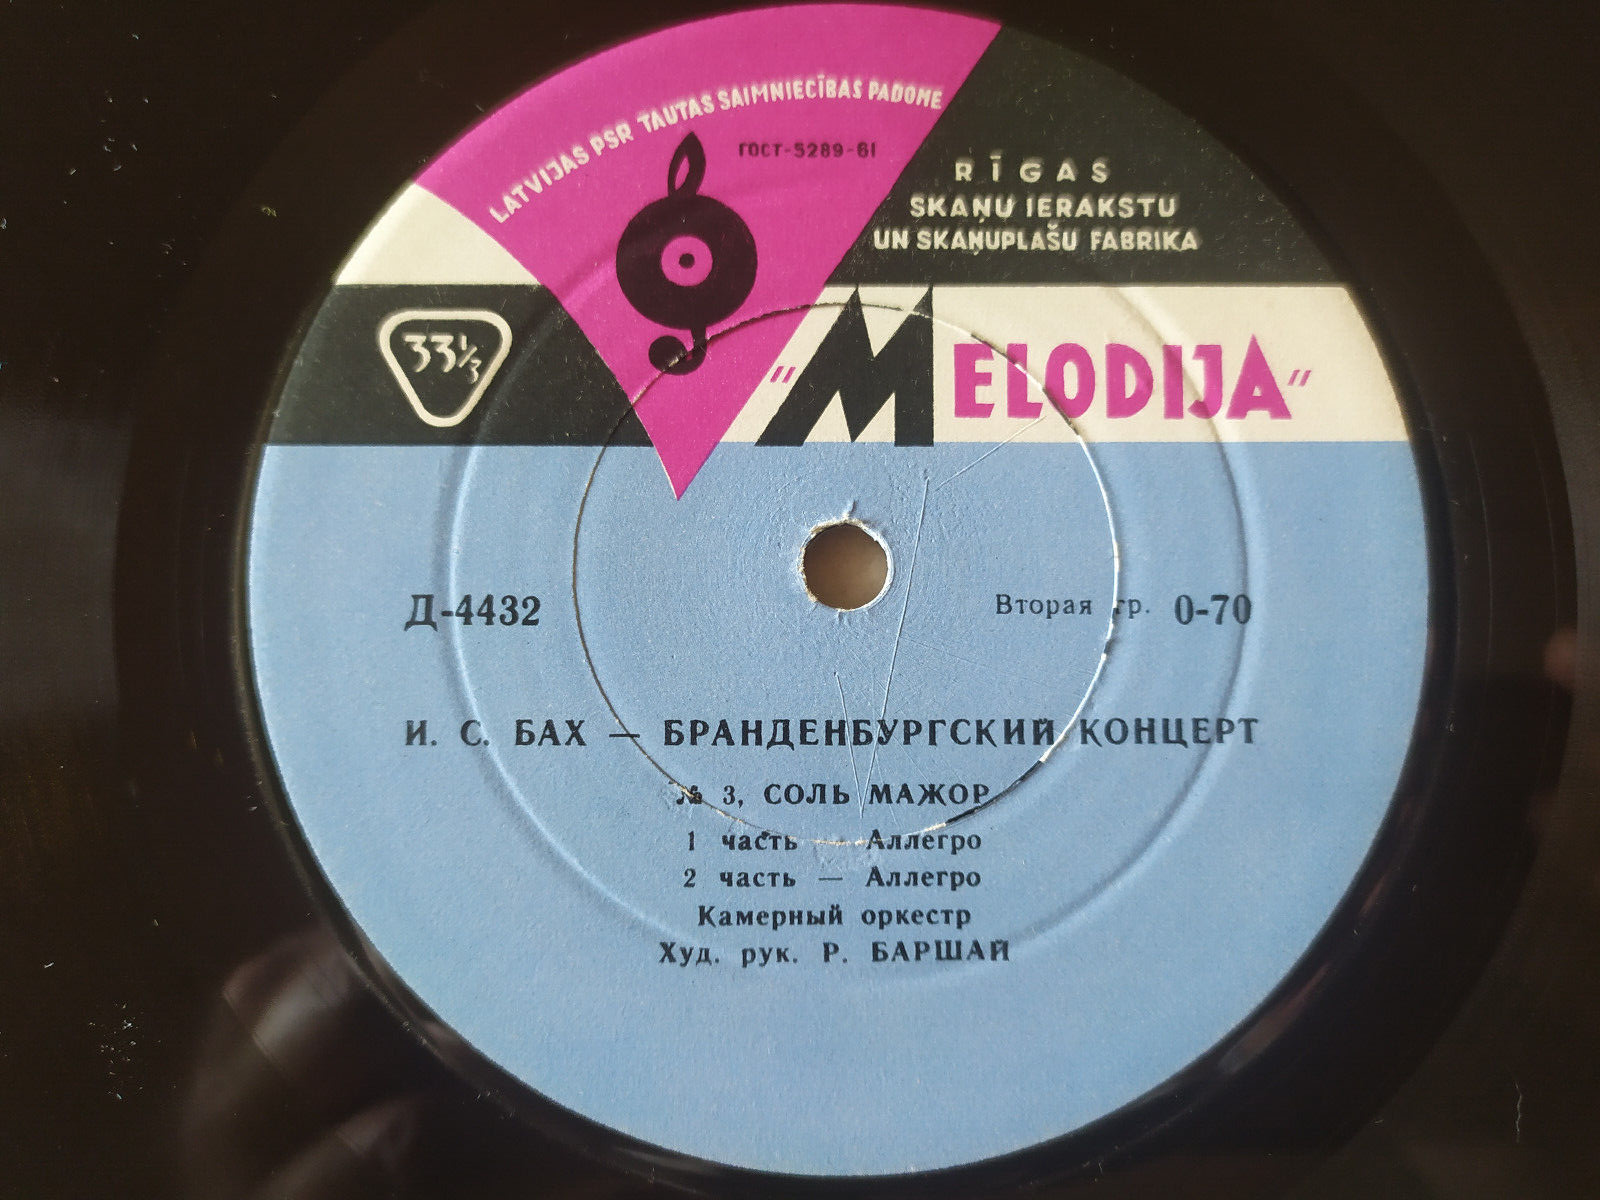 LATVIJAS PSR TAUTAS SAIMNIECĪBAS PADOME
ГОСТ-5289-61
RĪGAS
SKAŅU IERAKSTU
UN SKAŅUPLAŠU FABRIKA
33⅓
"MELODIJA"
Д-4432
Вторая гр. 0-70
И. С. БАХ — БРАНДЕНБУРГСКИЙ КОНЦЕРТ
№ 3, СОЛЬ МАЖОР
1 часть — Аллегро
2 часть — Аллегро
Камерный оркестр
Худ. рук. Р. БАРШАЙ